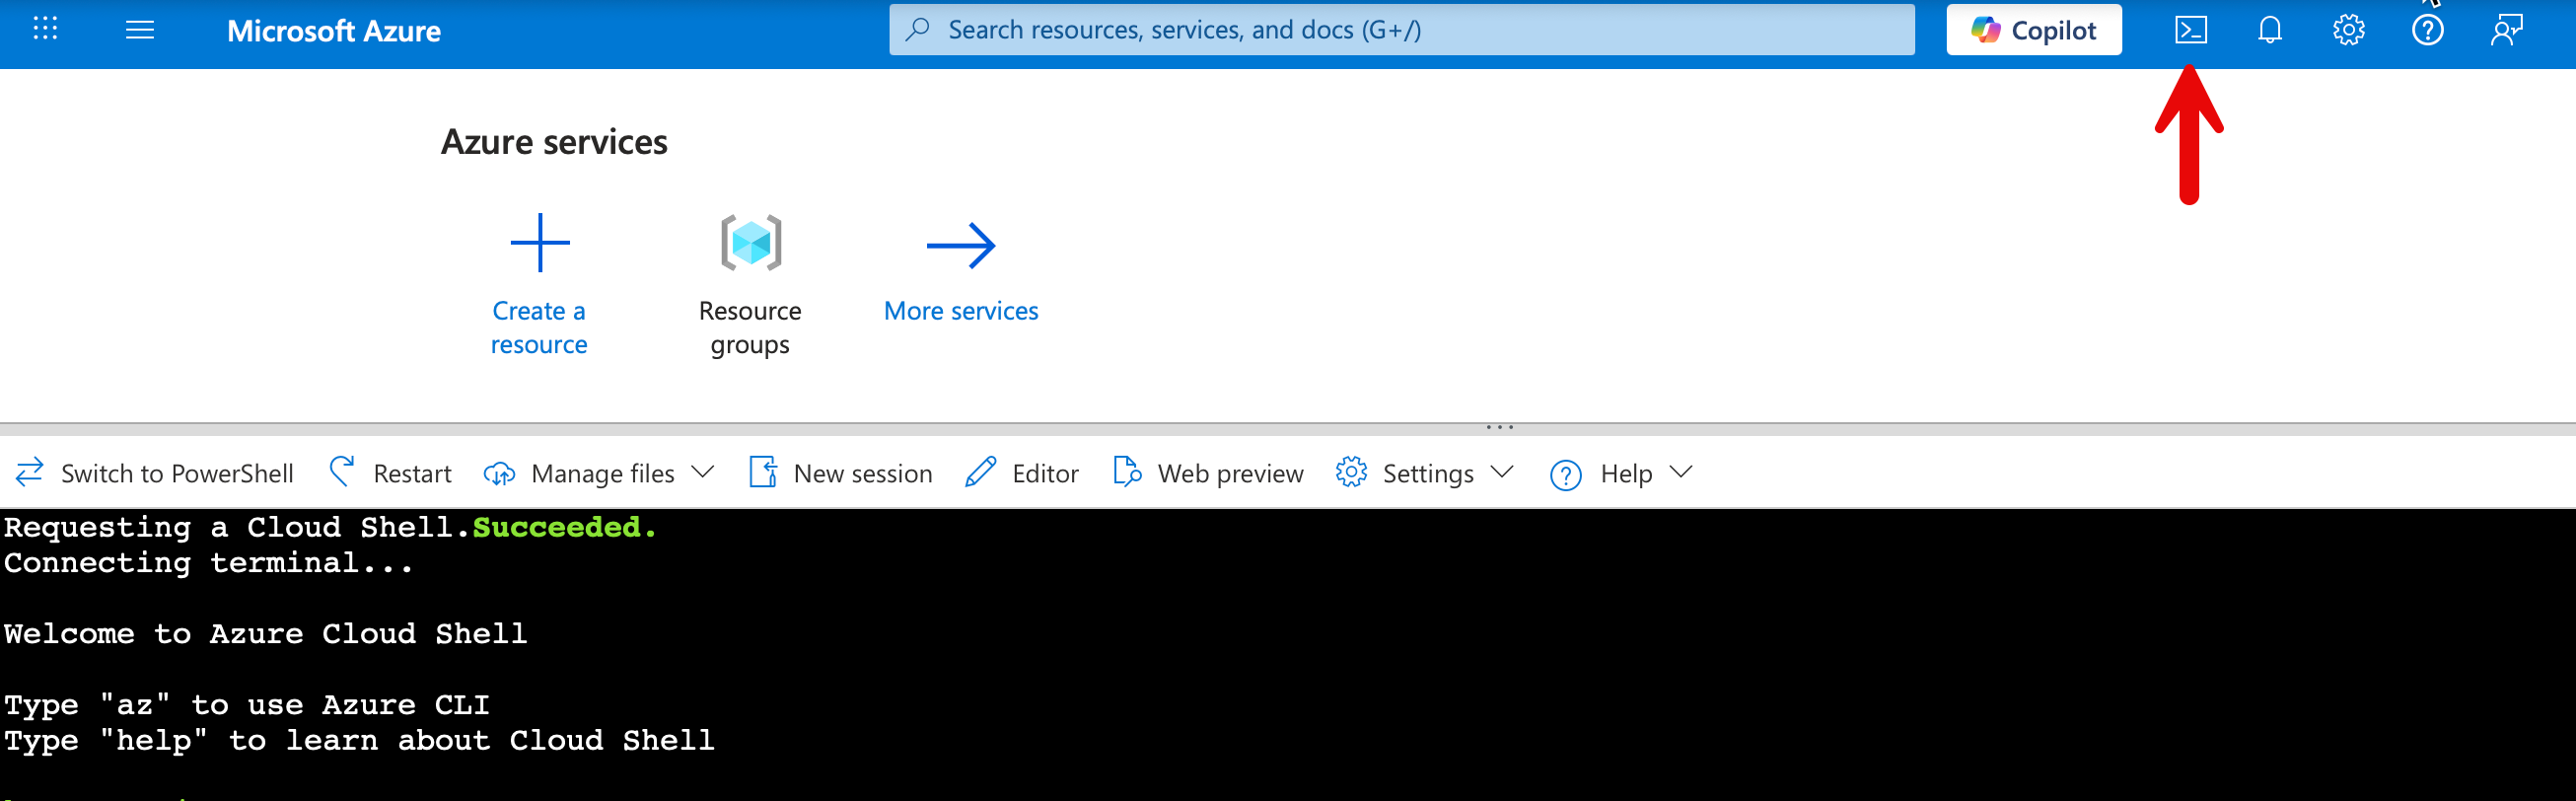 Microsoft Azure
Search resources, services, and docs (G+/)
Copilot
Azure services
Create a
resource
Resource
groups
More services
Switch to PowerShell
Restart
Manage files
New session
Editor
Web preview
Settings
Help
Requesting a Cloud Shell.Succeeded.
Connecting terminal...
Welcome to Azure Cloud Shell
Type "az" to use Azure CLI
Type "help" to learn about Cloud Shell